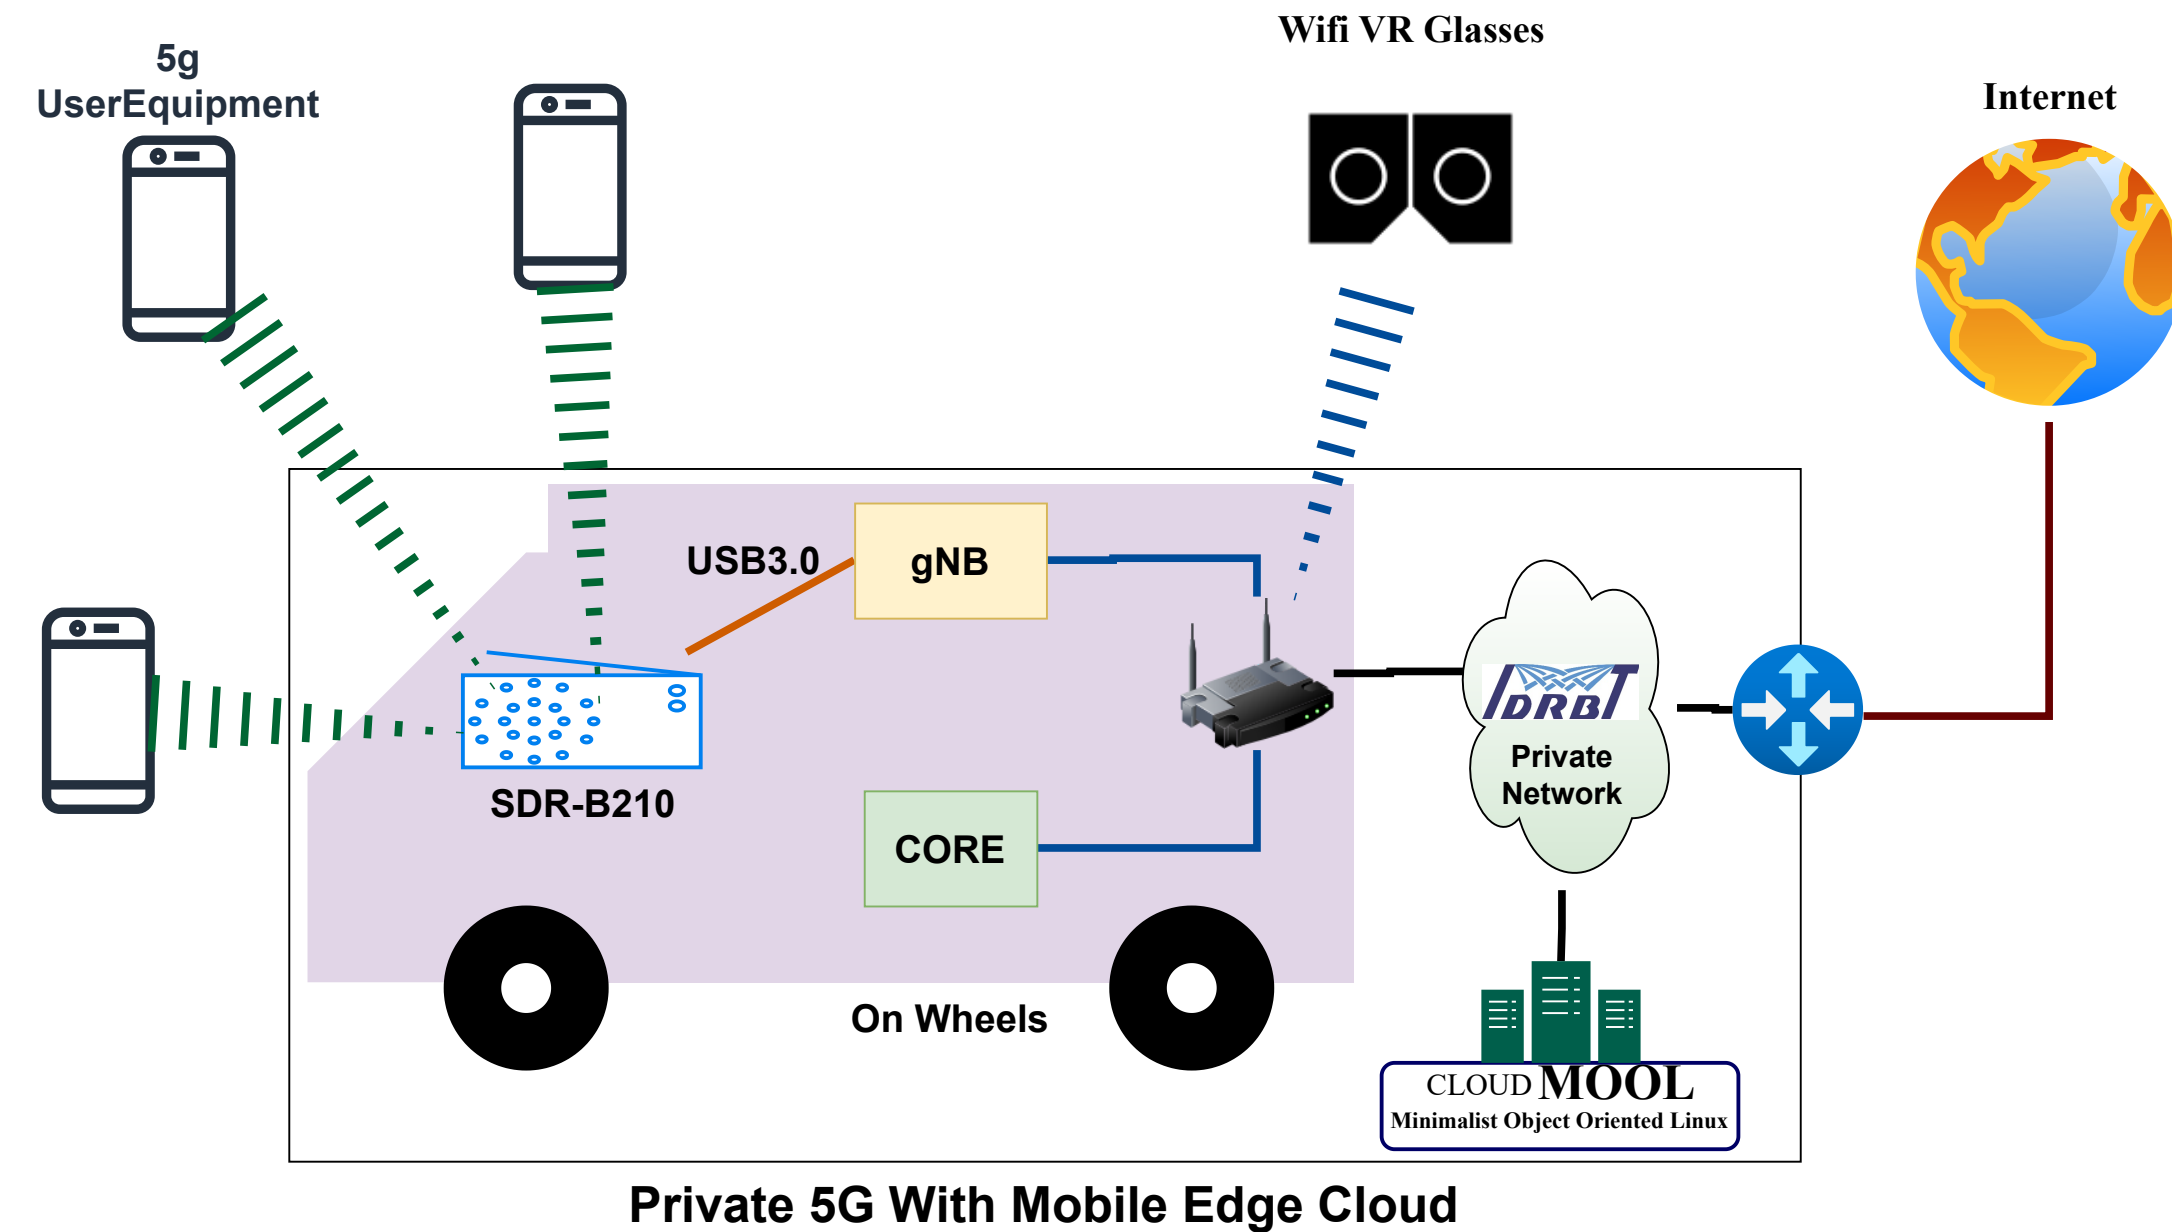 Wifi VR Glasses
5g
UserEquipment
Internet
USB3.0
gNB
IDRBT
Private
Network
SDR-B210
CORE
On Wheels
CLOUD MOOL
Minimalist Object Oriented Linux
Private 5G With Mobile Edge Cloud